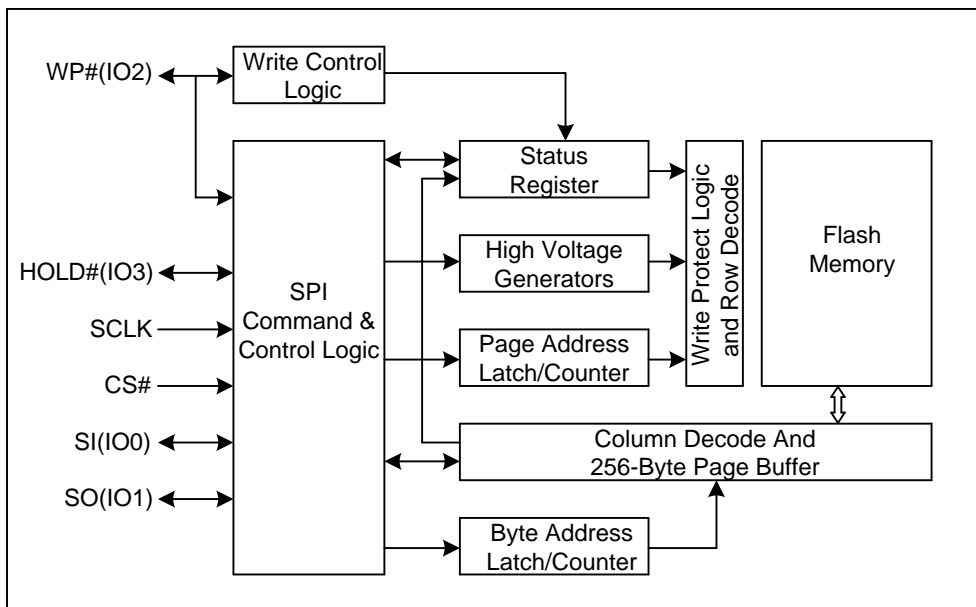 WP#(IO2)
Write Control
Logic
HOLD#(IO3)
SCLK
CS#
SI(IO0)
SO(IO1)
SPI
Command &
Control Logic
Status
Register
High Voltage
Generators
Page Address
Latch/Counter
Write Protect Logic
and Row Decode
Flash
Memory
Column Decode And
256-Byte Page Buffer
Byte Address
Latch/Counter